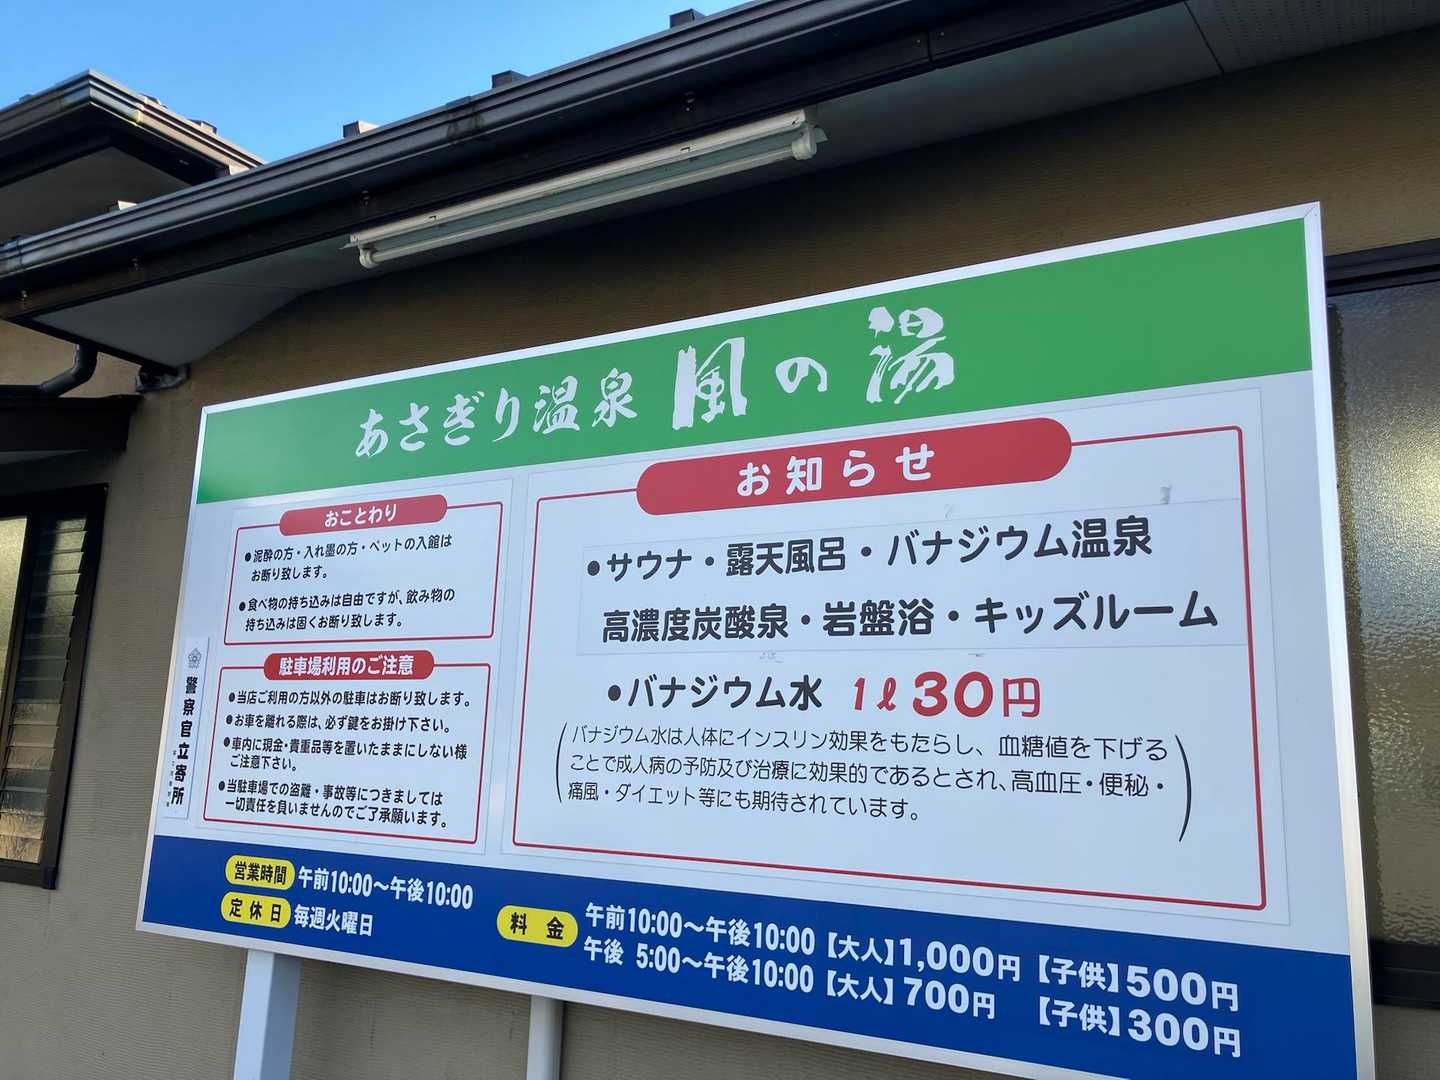 あさぎり温泉 風の湯
おことわり
●泥酔の方・入れ墨の方・ペットの入館は
お断り致します。
●食べ物の持ち込みは自由ですが、飲み物の
持ち込みは固くお断り致します。
駐車場利用のご注意
●当店ご利用の方以外の駐車はお断り致します。
●お車を離れる際は、必ず鍵をお掛け下さい。
●車内に現金・貴重品等を置いたままにしない様
ご注意下さい。
●当駐車場での盗難・事故等につきましては
一切責任を良いませんのでご了承願います。
警察官立寄所
お知らせ
●サウナ・露天風呂・バナジウム温泉
高濃度炭酸泉・岩盤浴・キッズルーム
●バナジウム水 1ℓ30円
(バナジウム水は人体にインスリン効果をもたらし、血糖値を下げる
ことで成人病の予防及び治療に効果的であるとされ、高血圧・便秘・
痛風・ダイエット等にも期待されています。)
営業時間 午前10:00〜午後10:00
定休日 毎週火曜日
料金 午前10:00〜午後10:00【大人】1,000円【子供】500円
午後 5:00〜午後10:00【大人】700円【子供】300円